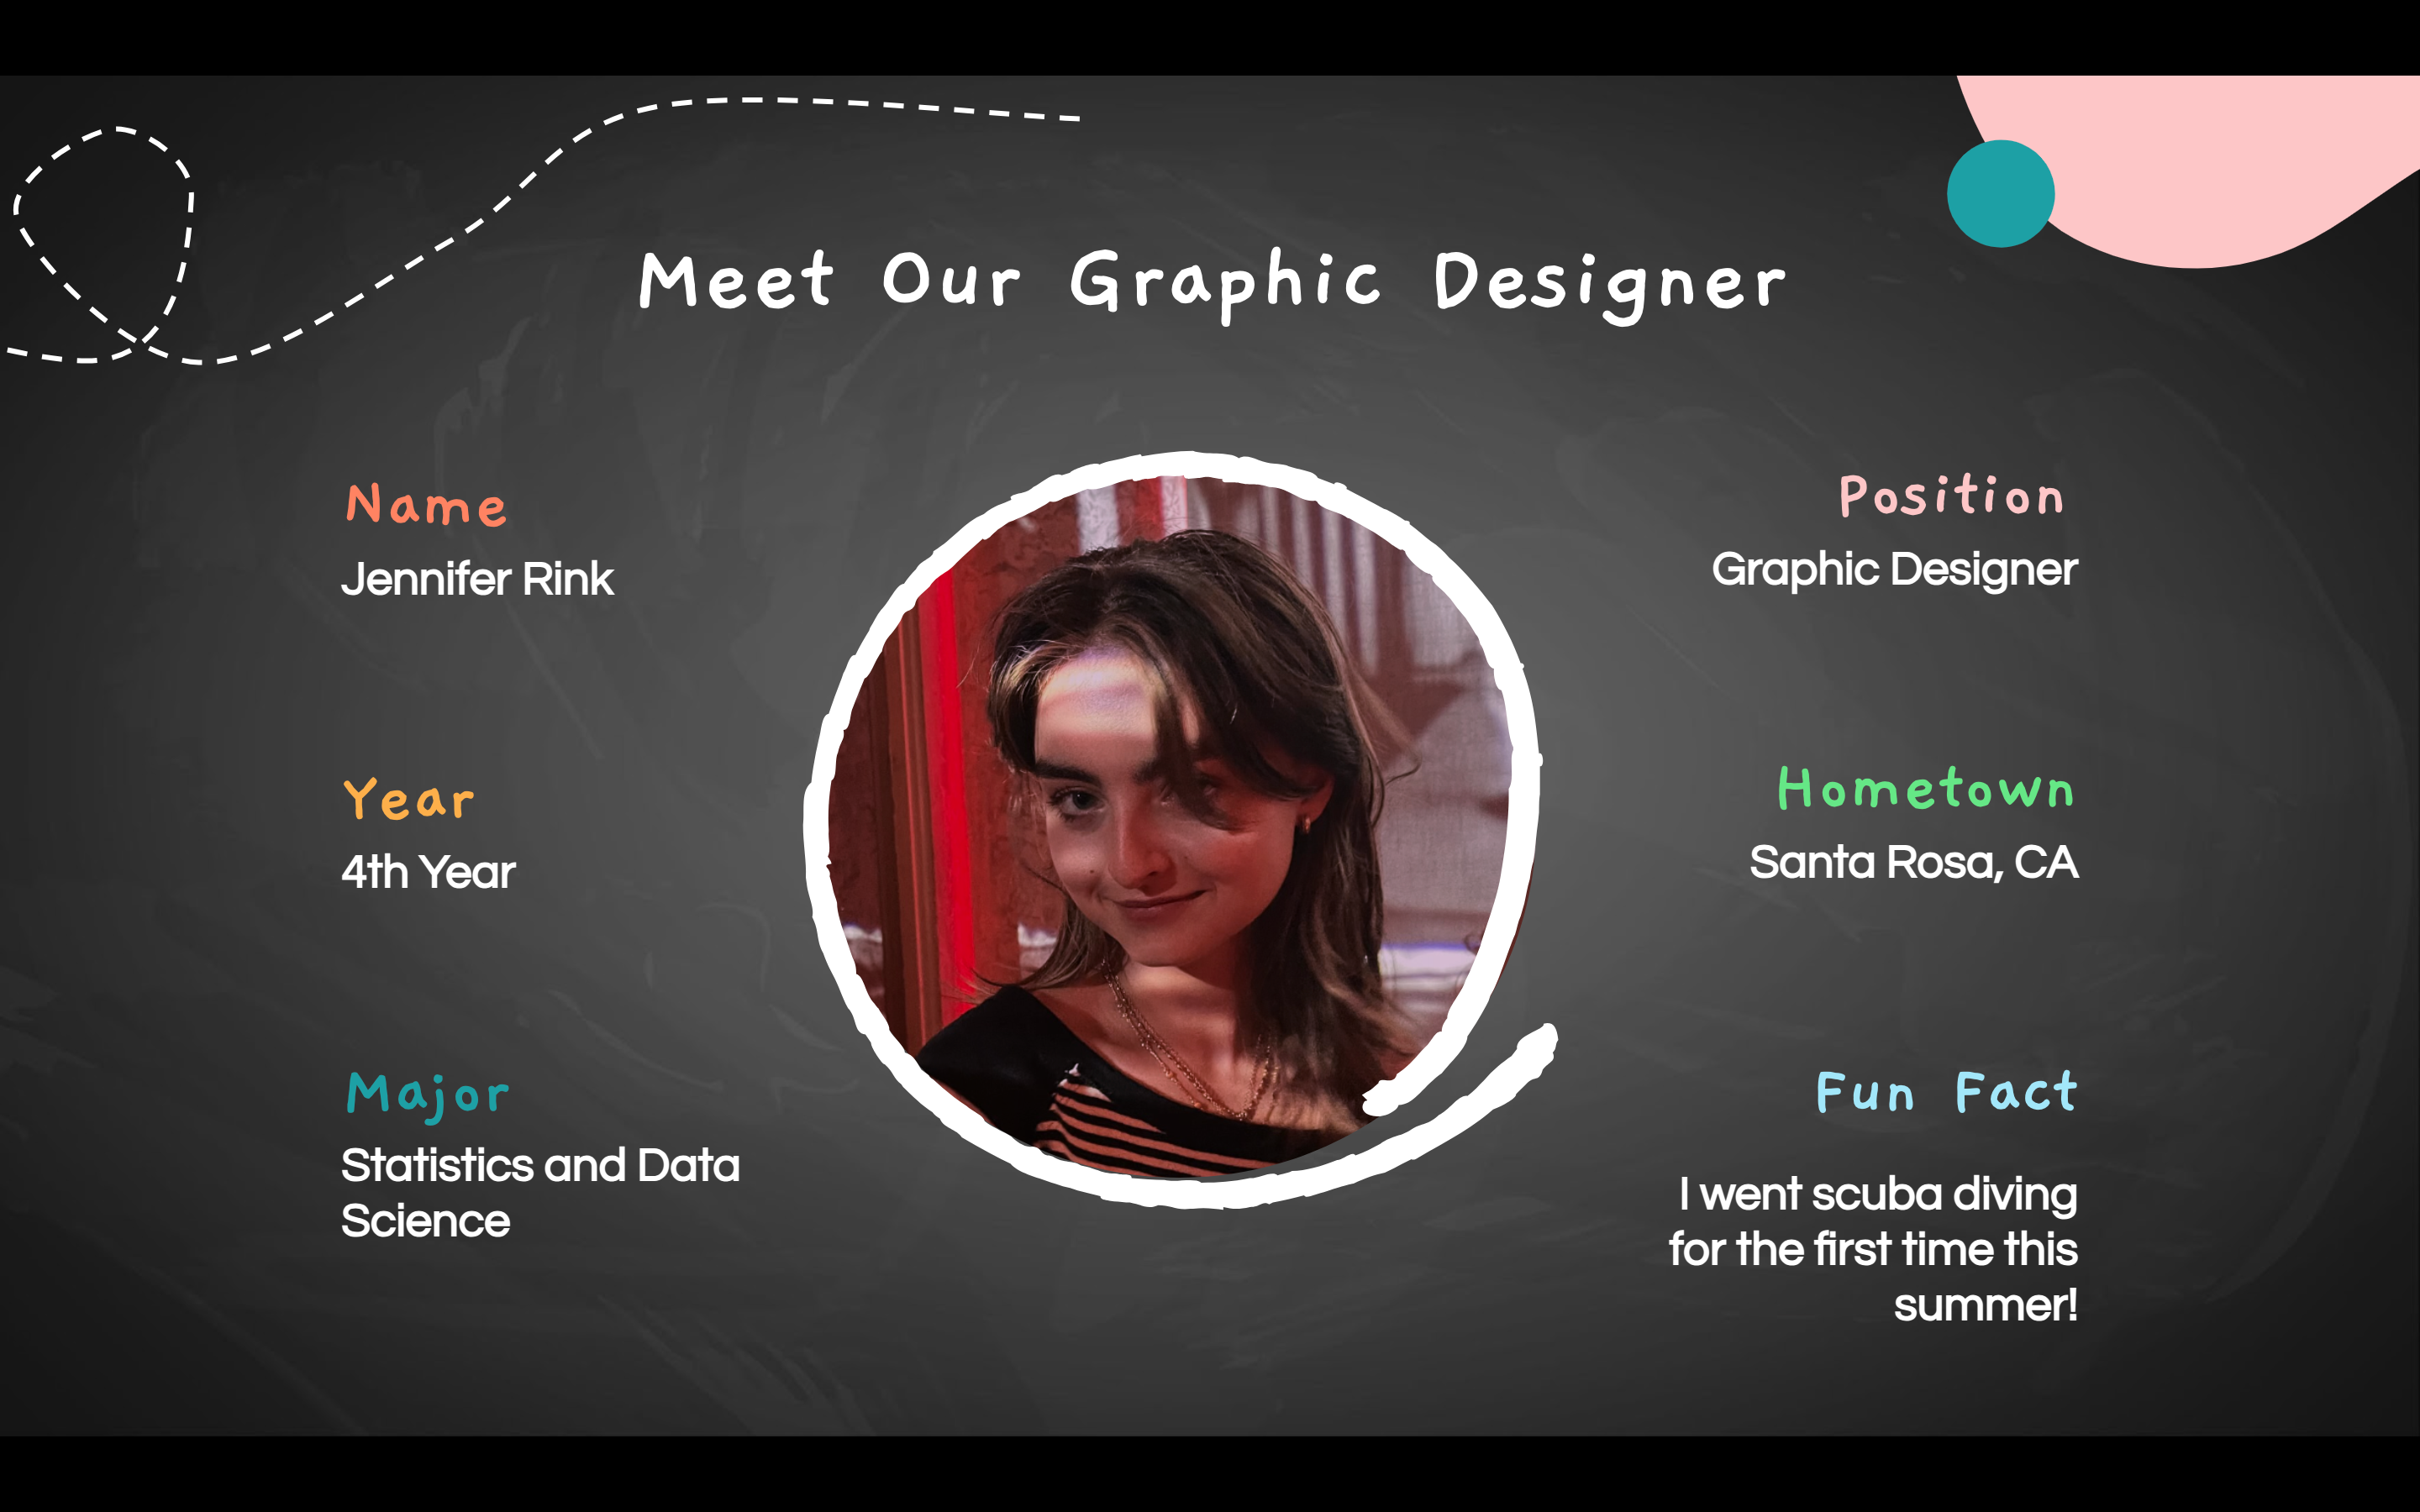 Meet Our Graphic Designer
Name
Jennifer Rink
Year
4th Year
Major
Statistics and Data
Science
Position
Graphic Designer
Hometown
Santa Rosa, CA
Fun Fact
I went scuba diving
for the first time this
summer!